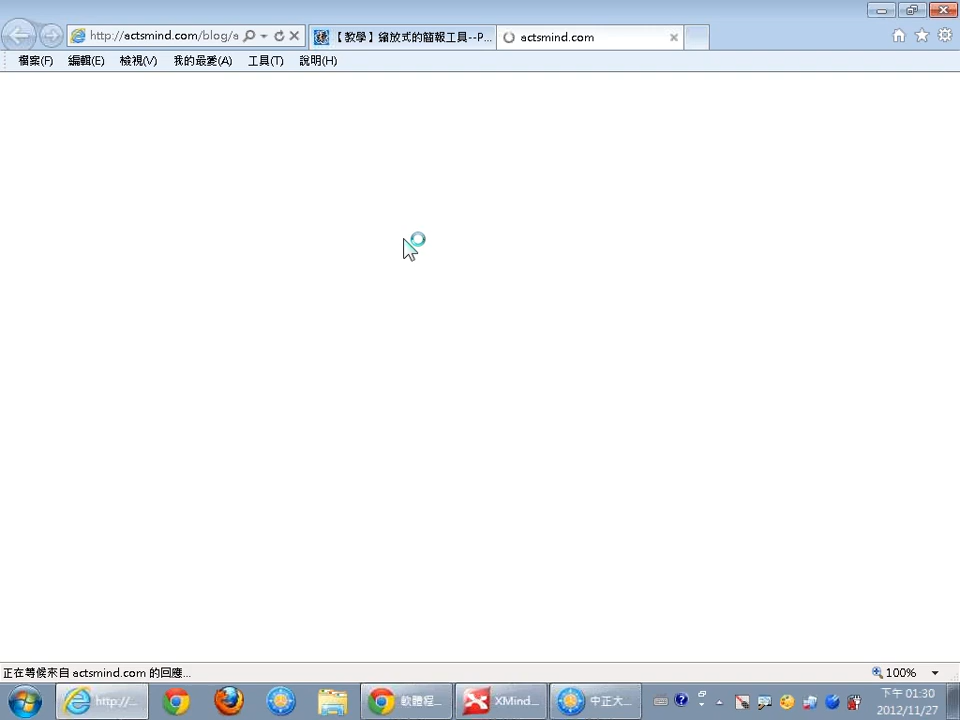 http://actsmind.com/blog/a
【教學】縮放式的簡報工具--P...
actsmind.com
檔案(F) 編輯(E) 檢視(V) 我的最愛(A) 工具(T) 說明(H)
正在等候來自 actsmind.com 的回應...
100%
http://...
軟體程...
XMind...
中正大...
下午 01:30
2012/11/27